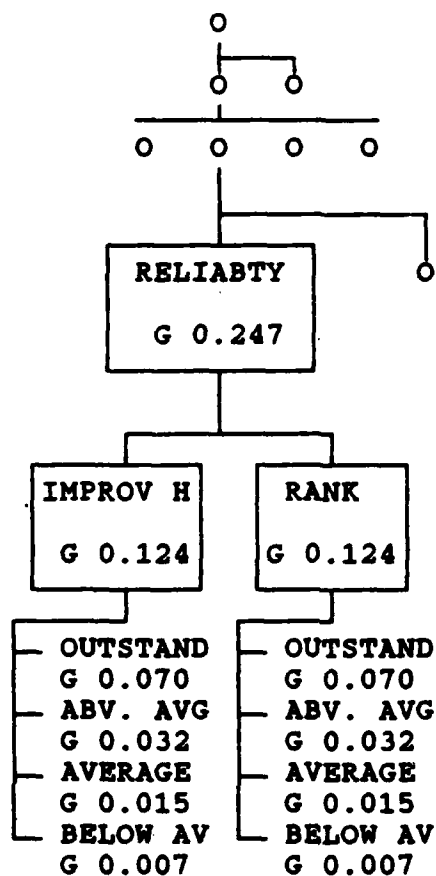 RELIABTY
G 0.247
IMPROV H
G 0.124
RANK
G 0.124
OUTSTAND
G 0.070
ABV. AVG
G 0.032
AVERAGE
G 0.015
BELOW AV
G 0.007
OUTSTAND
G 0.070
ABV. AVG
G 0.032
AVERAGE
G 0.015
BELOW AV
G 0.007